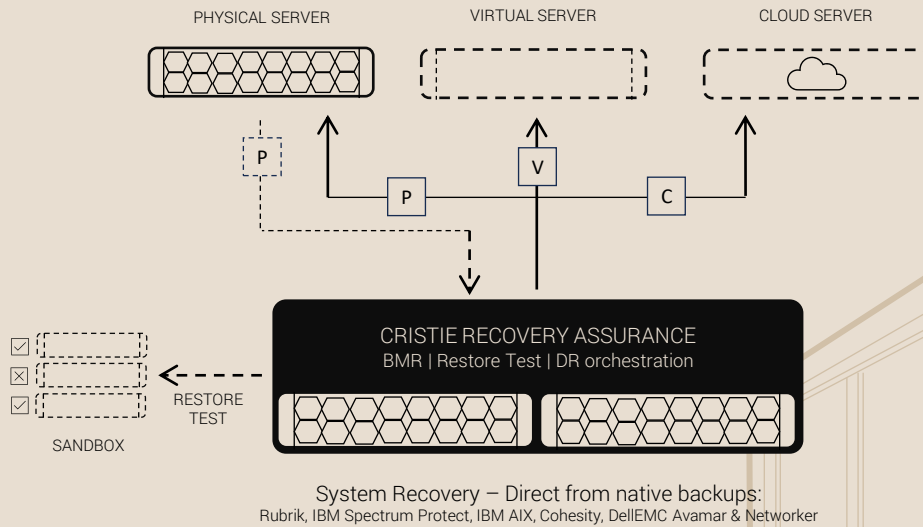 PHYSICAL SERVER
VIRTUAL SERVER
CLOUD SERVER
P
V
P
C
CRISTIE RECOVERY ASSURANCE
BMR | Restore Test | DR orchestration
RESTORE
TEST
SANDBOX
System Recovery – Direct from native backups:
Rubrik, IBM Spectrum Protect, IBM AIX, Cohesity, DellEMC Avamar & Networker